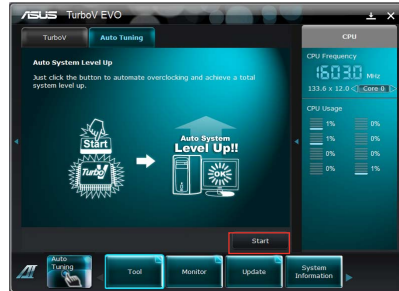 ASUS TurboV EVO
TurboV
Auto Tuning
Auto System Level Up
Just click the button to automate overclocking and achieve a total
system level up.
Start
Turbo
Auto System
Level Up!!
OK
Start
CPU
CPU Frequency
1603.0 MHz
133.6 x 12.0 Core 0
CPU Usage
1% 0%
1% 0%
0% 0%
0% 1%
Auto
Tuning
Tool
Monitor
Update
System
Information